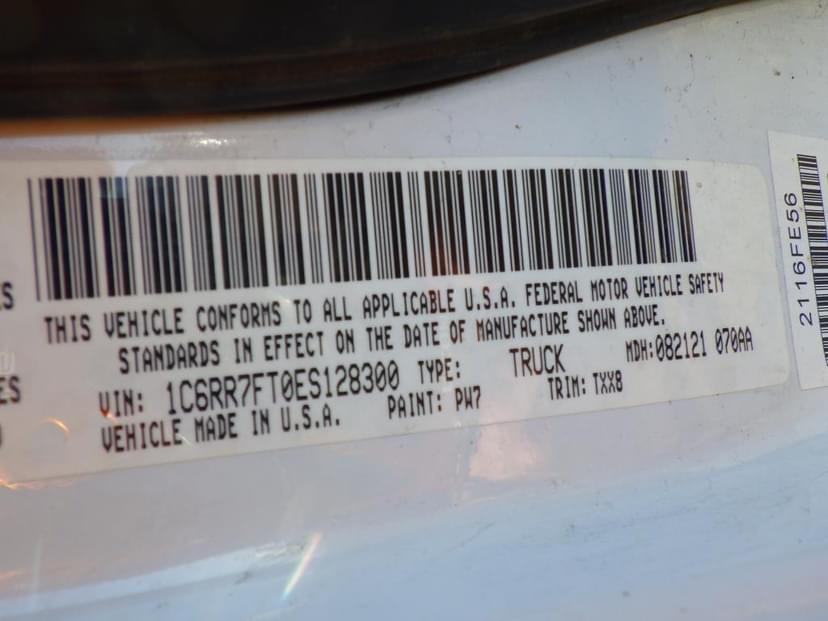 THIS VEHICLE CONFORMS TO ALL APPLICABLE U.S.A. FEDERAL MOTOR VEHICLE SAFETY
STANDARDS IN EFFECT ON THE DATE OF MANUFACTURE SHOWN ABOVE.
VIN: 1C6RR7FT0ES128300 TYPE: TRUCK MDH:082121 070AA
VEHICLE MADE IN U.S.A. PAINT: PW7 TRIM: TXX8
2116FE56